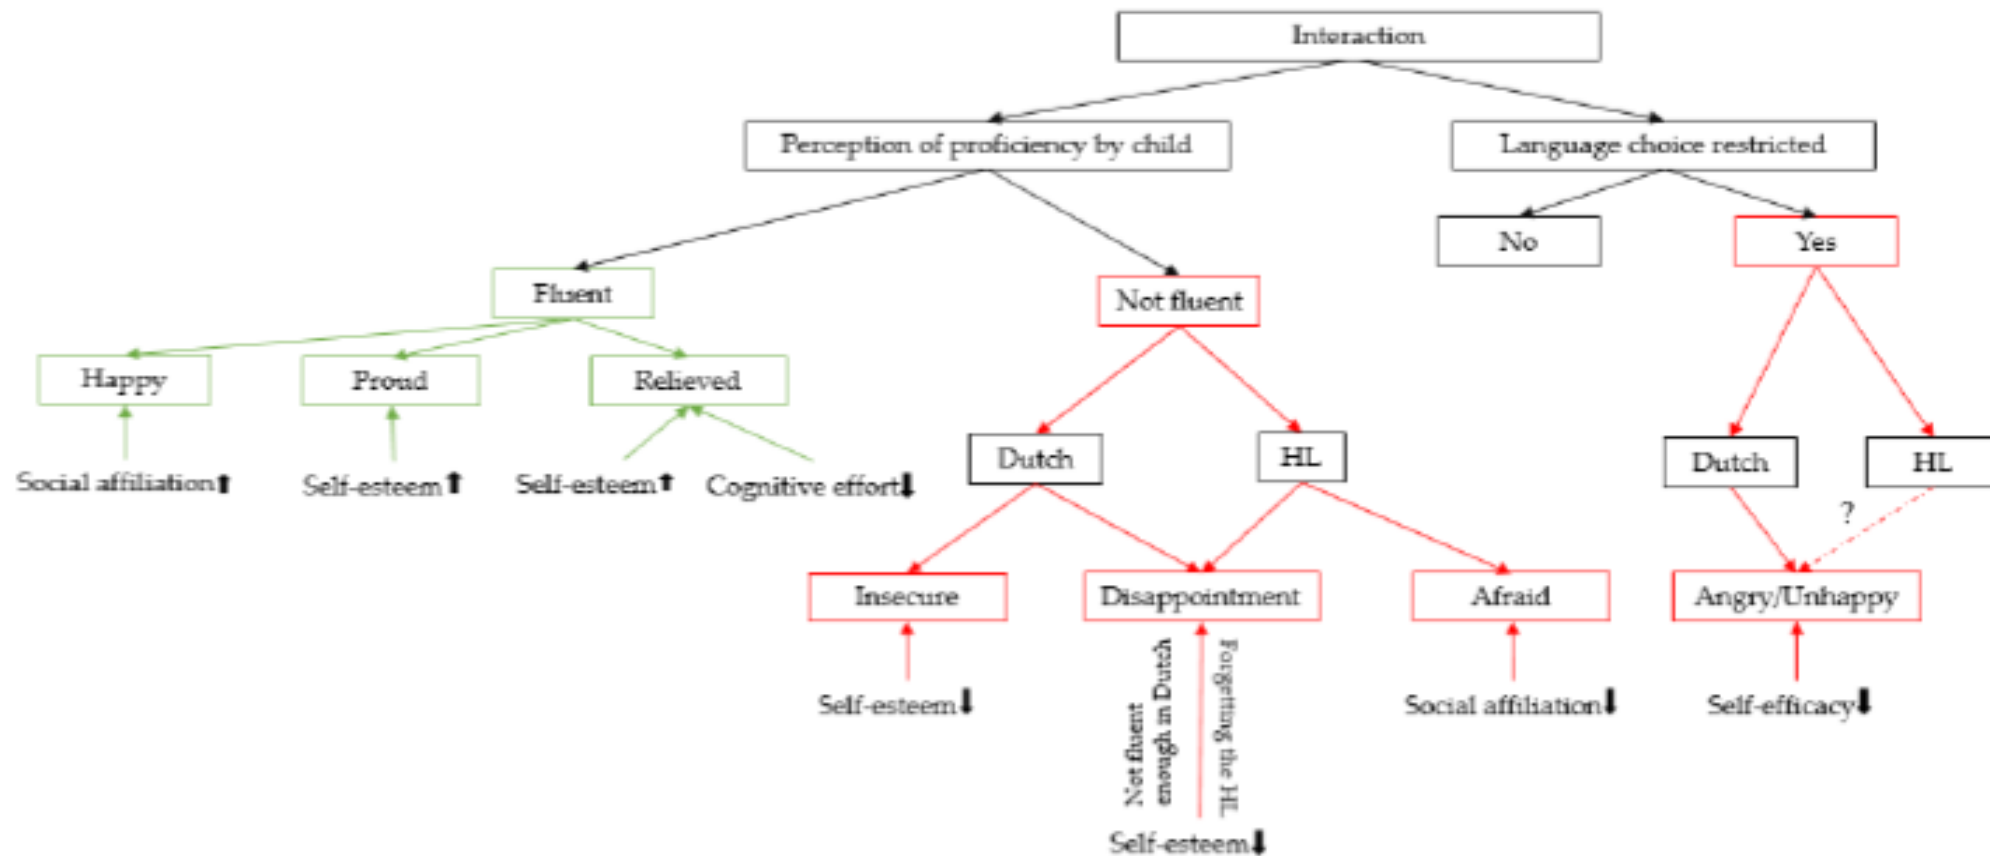 Interaction
Perception of proficiency by child
Language choice restricted
No
Yes
Fluent
Not fluent
Happy
Proud
Relieved
Dutch
HL
Dutch
HL
Social affiliation⬆
Self-esteem⬆
Self-esteem⬆
Cognitive effort⬇
?
Insecure
Disappointment
Afraid
Angry/Unhappy
Self-esteem⬇
Not fluent
enough in Dutch
Forgetting the HL
Social affiliation⬇
Self-efficacy⬇
Self-esteem⬇